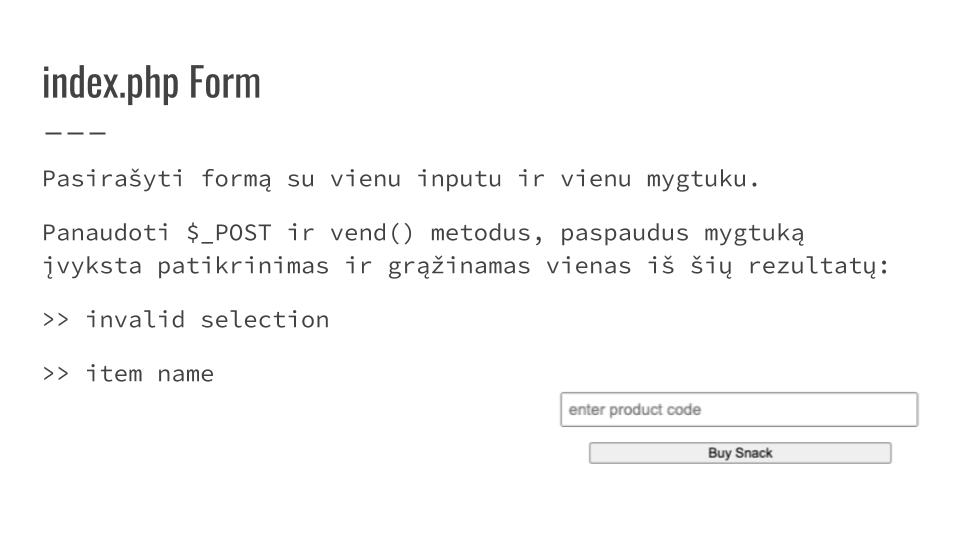 index.php Form
Pasirašyti formą su vienu inputu ir vienu mygtuku.
Panaudoti $_POST ir vend() metodus, paspaudus mygtuką
įvyksta patikrinimas ir grąžinamas vienas iš šių rezultatų:
>> invalid selection
>> item name
enter product code
Buy Snack